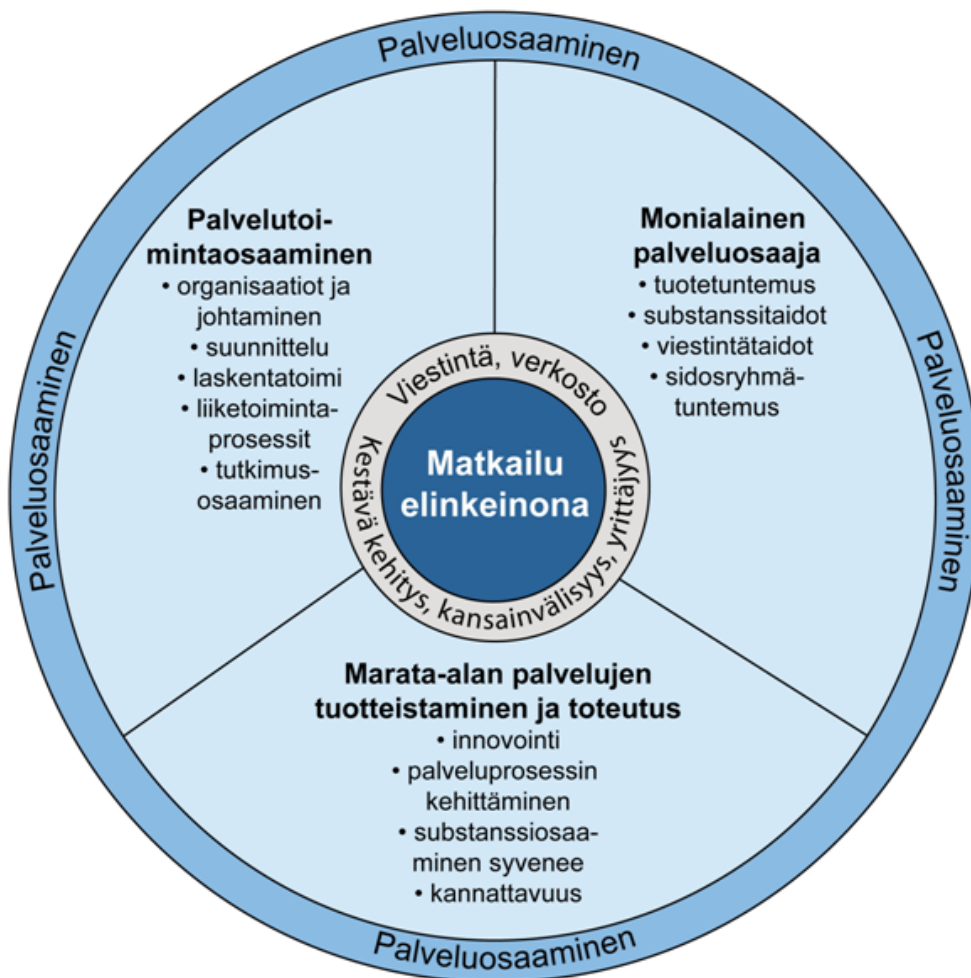 Palveluosaaminen
Palvelutoi-
mintaosaaminen
• organisaatiot ja
johtaminen
• suunnittelu
• laskentatoimi
• liiketoiminta-
prosessit
• tutkimus-
osaaminen
Monialainen
palveluosaaja
• tuotetuntemus
• substanssitaidot
• viestintätaidot
• sidosryhmä-
tuntemus
Palveluosaaminen
Palveluosaaminen
Viestintä, verkosto
Matkailu
elinkeinona
Kestävä kehitys, kansainvälisyys, yrittäjyys
Marata-alan palvelujen
tuotteistaminen ja toteutus
• innovointi
• palveluprosessin
kehittäminen
• substanssiosaa-
minen syvenee
• kannattavuus
Palveluosaaminen